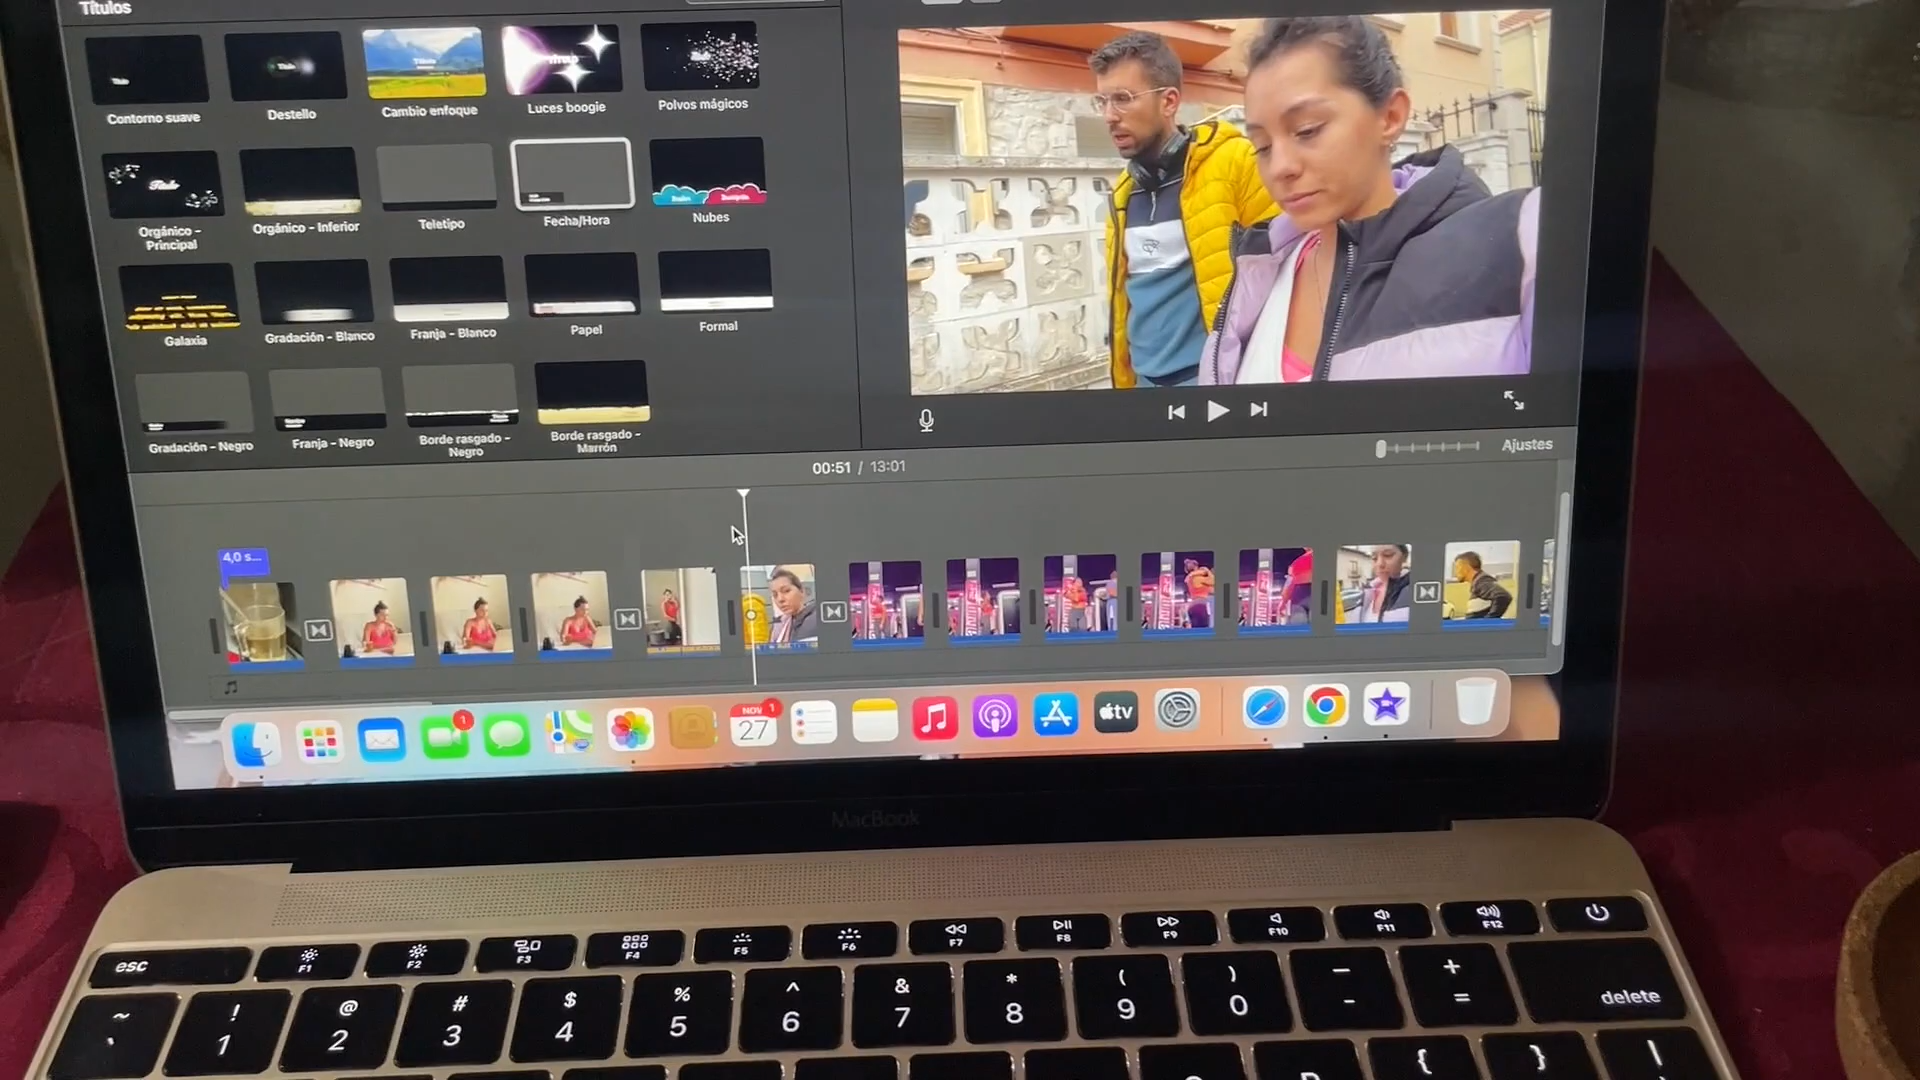 Títulos
Contorno suave
Destello
Cambio enfoque
Luces boogie
Polvos mágicos
Orgánico - Principal
Orgánico - Inferior
Teletipo
Fecha/Hora
Nubes
Galaxia
Gradación - Blanco
Franja - Blanco
Papel
Formal
Gradación - Negro
Franja - Negro
Borde rasgado - Negro
Borde rasgado - Marrón
Ajustes
00:51 / 13:01
4,0 s...
1
NOV
1
27
tv
MacBook
esc
F1
F2
F3
F4
F5
F6
F7
F8
F9
F10
F11
F12
~ ! @ # $ % ^ & * ( ) _ +
` 1 2 3 4 5 6 7 8 9 0 - =
delete
{ } |